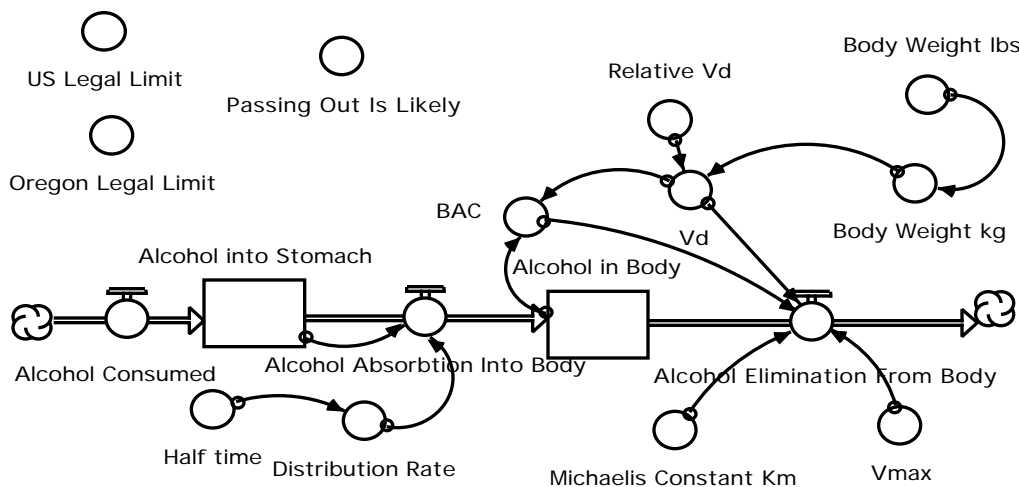 Body Weight lbs
Relative Vd
US Legal Limit
Passing Out Is Likely
Oregon Legal Limit
BAC
Vd
Body Weight kg
Alcohol into Stomach
Alcohol in Body
Alcohol Consumed
Alcohol Absorbtion Into Body
Alcohol Elimination From Body
Half time
Distribution Rate
Michaelis Constant Km
Vmax